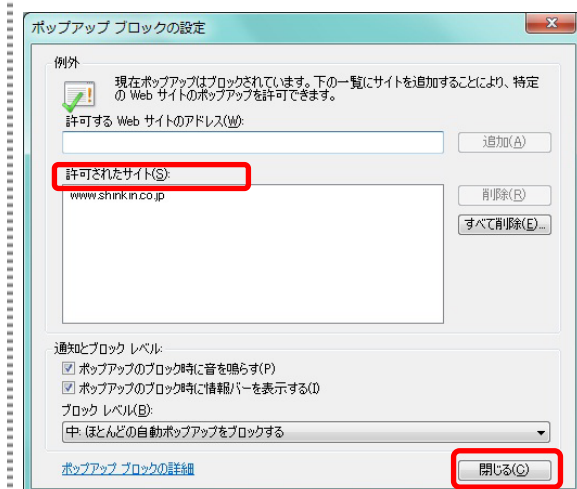 ポップアップ ブロックの設定
例外
現在ポップアップはブロックされています。下の一覧にサイトを追加することにより、特定
の Web サイトのポップアップを許可できます。
許可する Web サイトのアドレス(W):
追加(A)
許可されたサイト(S):
www.shinkin.co.jp
削除(R)
すべて削除(E)...
通知とブロック レベル:
ポップアップのブロック時に音を鳴らす(P)
ポップアップのブロック時に情報バーを表示する(I)
ブロック レベル(B):
中: ほとんどの自動ポップアップをブロックする
ポップアップ ブロックの詳細
閉じる(C)